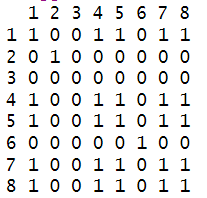 1 2 3 4 5 6 7 8
1 1 0 0 1 1 0 1 1
2 0 1 0 0 0 0 0 0
3 0 0 0 0 0 0 0 0
4 1 0 0 1 1 0 1 1
5 1 0 0 1 1 0 1 1
6 0 0 0 0 0 1 0 0
7 1 0 0 1 1 0 1 1
8 1 0 0 1 1 0 1 1